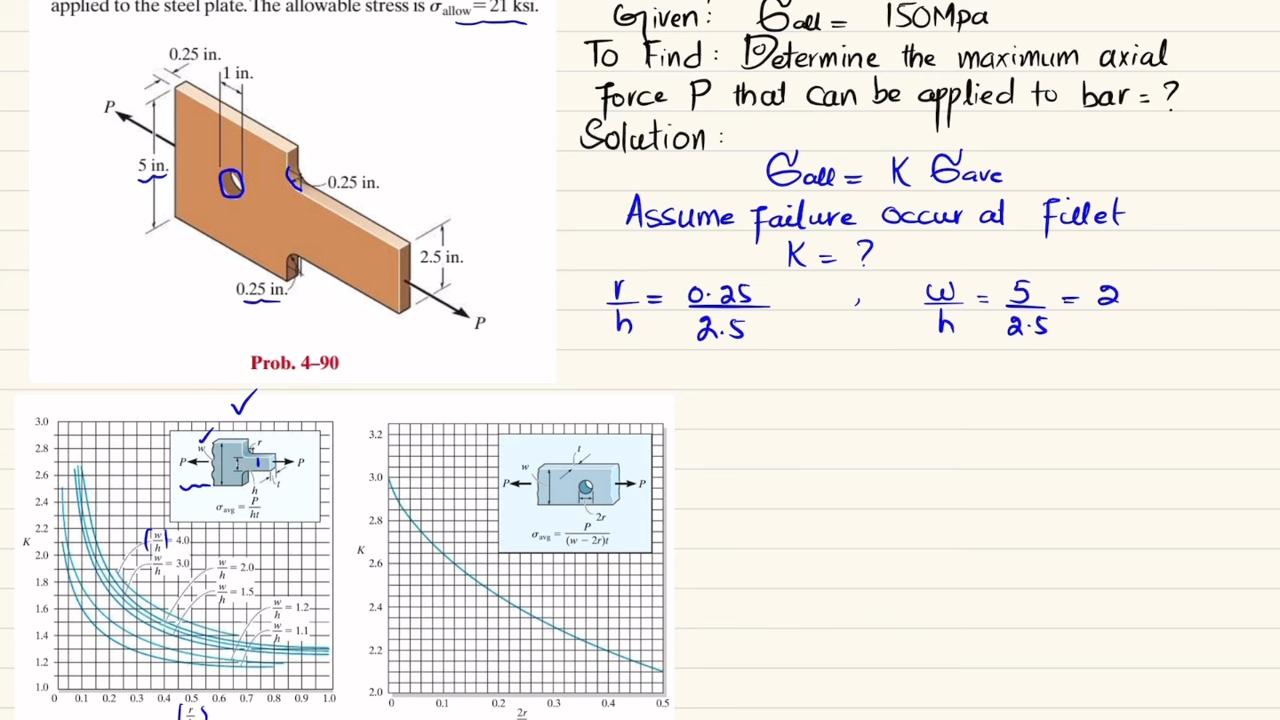 applied to the steel plate. The allowable stress is σallow = 21 ksi.
0.25 in.
1 in.
P
5 in.
0.25 in.
2.5 in.
0.25 in.
P
Prob. 4–90
Given: σall = 150Mpa
To Find: Determine the maximum axial
force P that can be applied to bar = ?
Solution :
σall = K σave
Assume failure occur at fillet
K = ?
r/h = 0.25/2.5 , w/h = 5/2.5 = 2
3.0
2.8
2.6
2.4
2.2
2.0
1.8
1.6
1.4
1.2
1.0
K
0 0.1 0.2 0.3 0.4 0.5 0.6 0.7 0.8 0.9 1.0
w
r
P
P
h
t
σavg = P/ht
w/h = 4.0
w/h = 3.0
w/h = 2.0
w/h = 1.5
w/h = 1.2
w/h = 1.1
3.2
3.0
2.8
2.6
2.4
2.2
2.0
K
0 0.1 0.2 0.3 0.4 0.5
2r
t
w
P
P
2r
σavg = P/(w − 2r)t